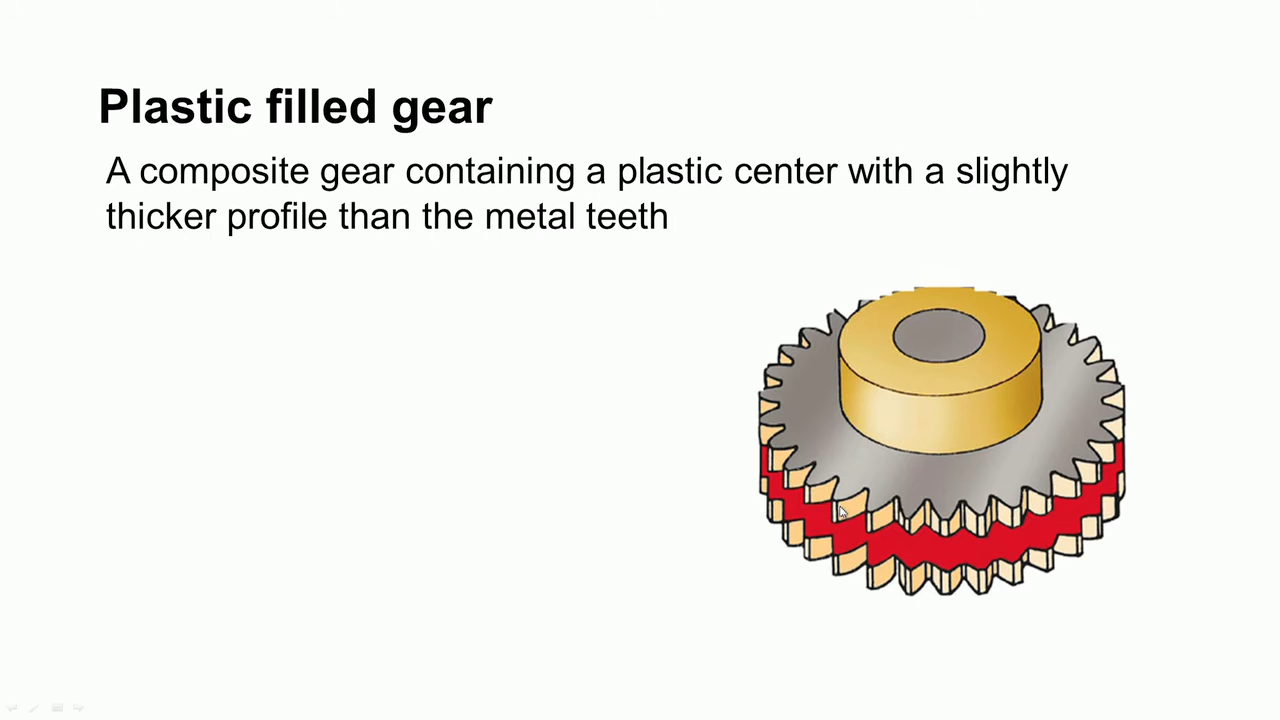 Plastic filled gear
A composite gear containing a plastic center with a slightly
thicker profile than the metal teeth